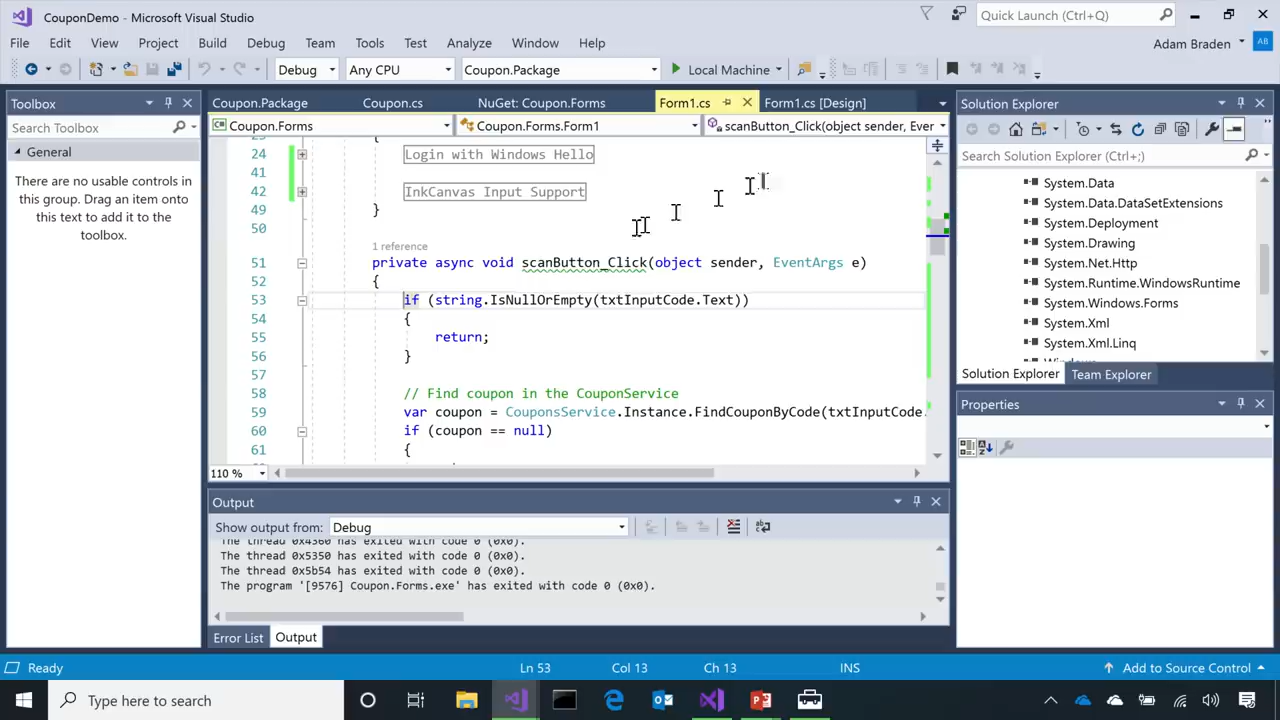 CouponDemo - Microsoft Visual Studio
Quick Launch (Ctrl+Q)
File Edit View Project Build Debug Team Tools Test Analyze Window Help
Adam Braden AB
Debug Any CPU Coupon.Package Local Machine
Toolbox
Search Toolbox
General
There are no usable controls in
this group. Drag an item onto
this text to add it to the
toolbox.
Coupon.Package Coupon.cs NuGet: Coupon.Forms Form1.cs Form1.cs [Design]
Coupon.Forms Coupon.Forms.Form1 scanButton_Click(object sender, Ever
{
24 Login with Windows Hello
41
42 InkCanvas Input Support
49 }
50
1 reference
51 private async void scanButton_Click(object sender, EventArgs e)
52 {
53 if (string.IsNullOrEmpty(txtInputCode.Text))
54 {
55 return;
56 }
57
58 // Find coupon in the CouponService
59 var coupon = CouponsService.Instance.FindCouponByCode(txtInputCode.
60 if (coupon == null)
61 {
110 %
Output
Show output from: Debug
The thread 0x4360 has exited with code 0 (0x0).
The thread 0x5350 has exited with code 0 (0x0).
The thread 0x5b54 has exited with code 0 (0x0).
The program '[9576] Coupon.Forms.exe' has exited with code 0 (0x0).
Error List Output
Solution Explorer
Search Solution Explorer (Ctrl+;)
System.Data
System.Data.DataSetExtensions
System.Deployment
System.Drawing
System.Net.Http
System.Runtime.WindowsRuntime
System.Windows.Forms
System.Xml
System.Xml.Linq
Solution Explorer Team Explorer
Properties
Ready Ln 53 Col 13 Ch 13 INS Add to Source Control
Type here to search